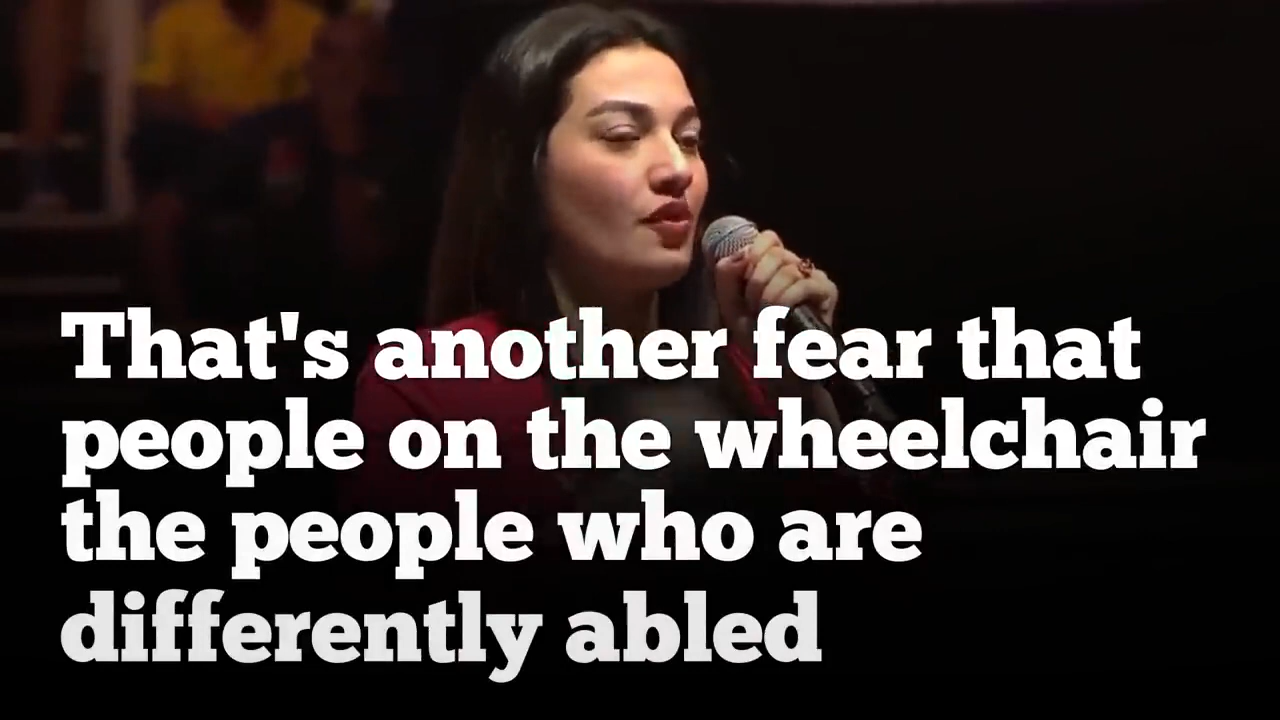 That's another fear that
people on the wheelchair
the people who are
differently abled